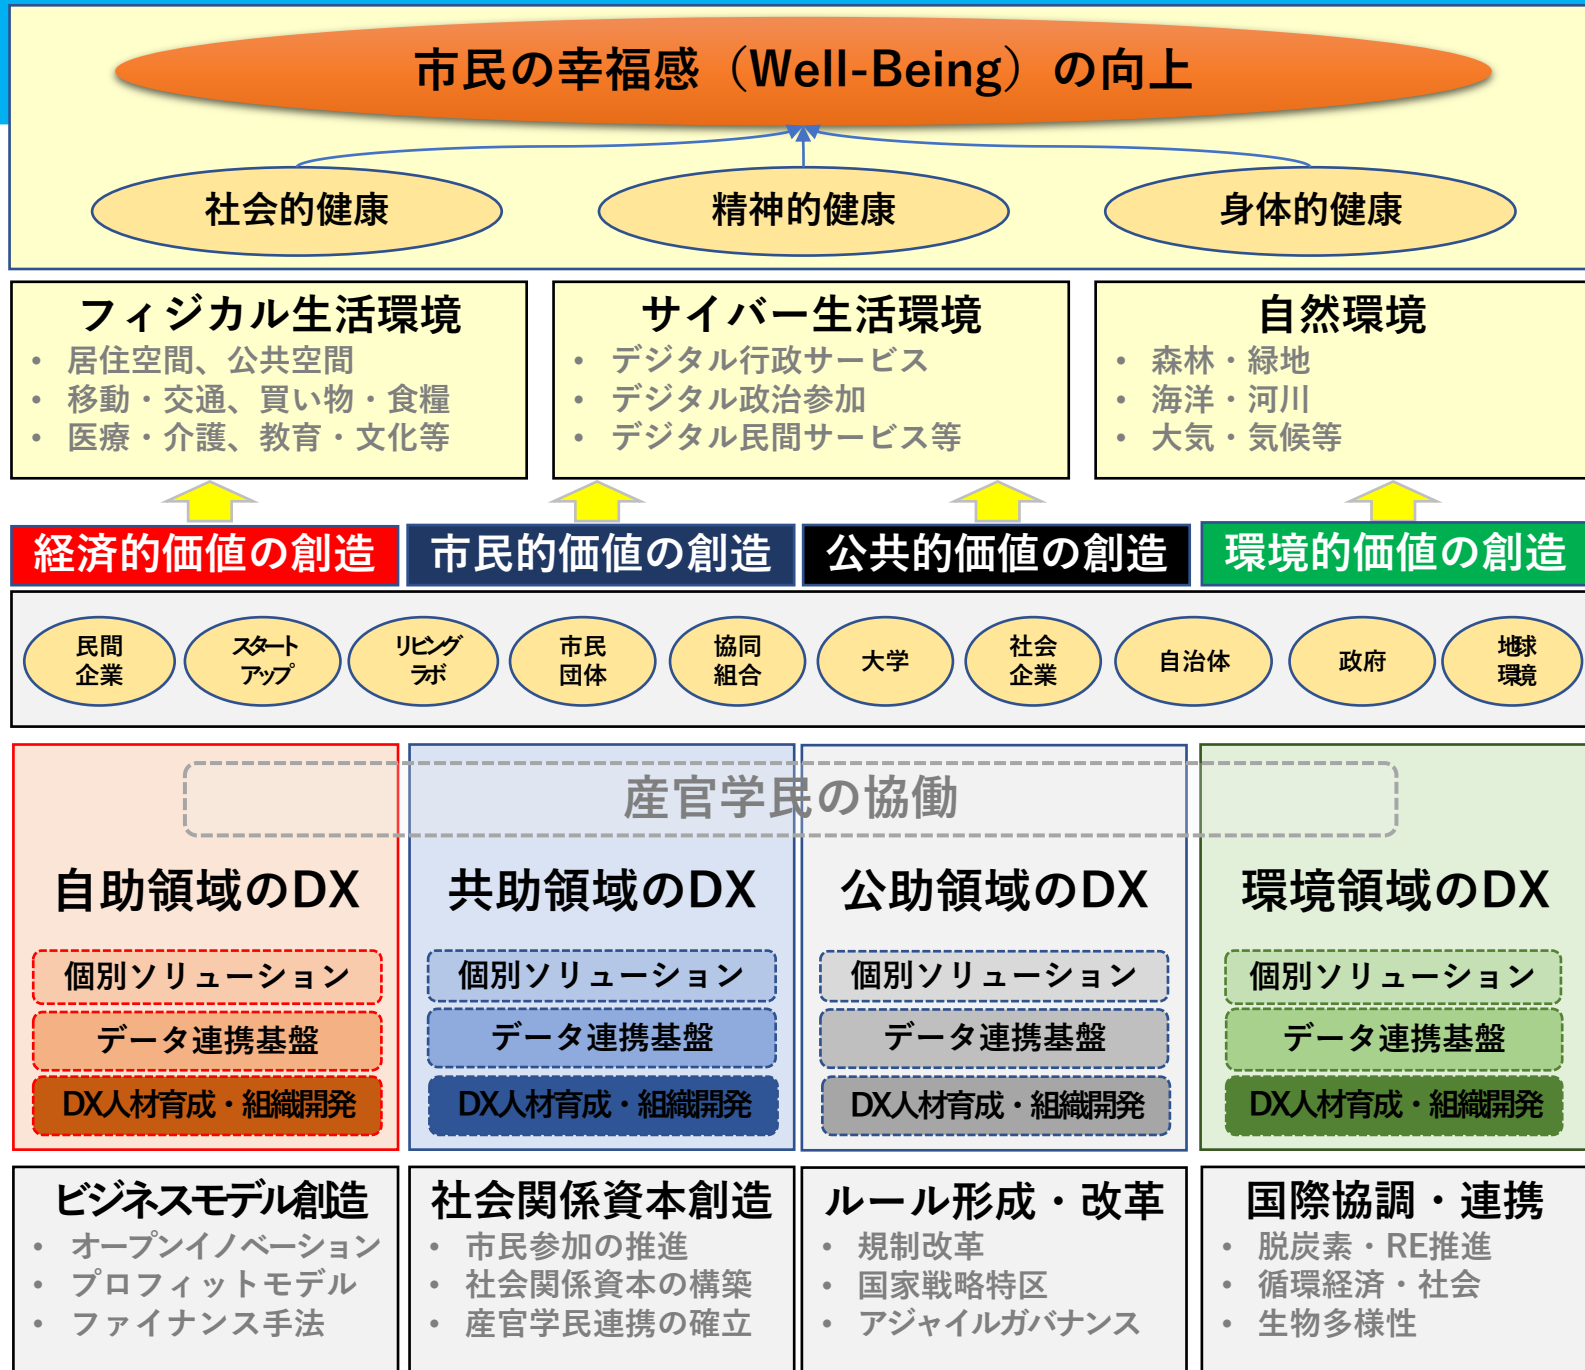 市民の幸福感（Well-Being）の向上
社会的健康
精神的健康
身体的健康
フィジカル生活環境
• 居住空間、公共空間
• 移動・交通、買い物・食糧
• 医療・介護、教育・文化等
サイバー生活環境
• デジタル行政サービス
• デジタル政治参加
• デジタル民間サービス等
自然環境
• 森林・緑地
• 海洋・河川
• 大気・気候等
経済的価値の創造
市民的価値の創造
公共的価値の創造
環境的価値の創造
民間
企業
スタート
アップ
リビング
ラボ
市民
団体
協同
組合
大学
社会
企業
自治体
政府
地球
環境
産官学民の協働
自助領域のDX
個別ソリューション
データ連携基盤
DX人材育成・組織開発
共助領域のDX
個別ソリューション
データ連携基盤
DX人材育成・組織開発
公助領域のDX
個別ソリューション
データ連携基盤
DX人材育成・組織開発
環境領域のDX
個別ソリューション
データ連携基盤
DX人材育成・組織開発
ビジネスモデル創造
• オープンイノベーション
• プロフィットモデル
• ファイナンス手法
社会関係資本創造
• 市民参加の推進
• 社会関係資本の構築
• 産官学民連携の確立
ルール形成・改革
• 規制改革
• 国家戦略特区
• アジャイルガバナンス
国際協調・連携
• 脱炭素・RE推進
• 循環経済・社会
• 生物多様性